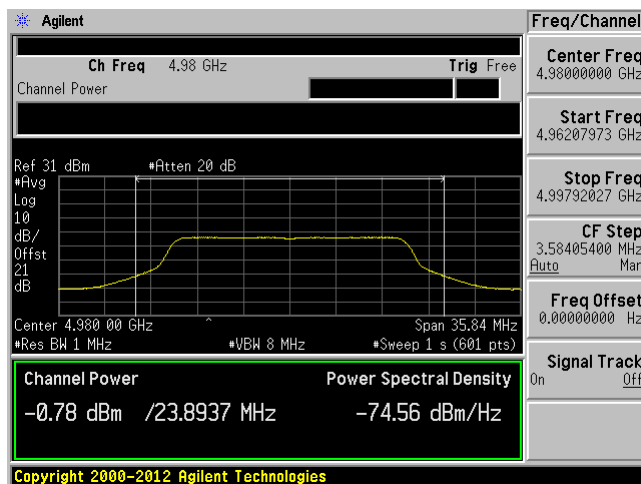 Agilent
Freq/Channel
Ch Freq 4.98 GHz Trig Free
Channel Power
Center Freq
4.98000000 GHz
Start Freq
4.96207973 GHz
Stop Freq
4.99792027 GHz
CF Step
3.58405400 MHz
Auto Man
Freq Offset
0.00000000 Hz
Signal Track
On Off
Ref 31 dBm #Atten 20 dB
#Avg
Log
10
dB/
Offst
21
dB
Center 4.980 00 GHz Span 35.84 MHz
#Res BW 1 MHz #VBW 8 MHz #Sweep 1 s (601 pts)
Channel Power Power Spectral Density
-0.78 dBm /23.8937 MHz -74.56 dBm/Hz
Copyright 2000-2012 Agilent Technologies